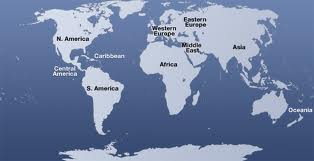 N. America
Caribbean
Central
America
S. America
Western
Europe
Eastern
Europe
Middle
East
Africa
Asia
Oceania